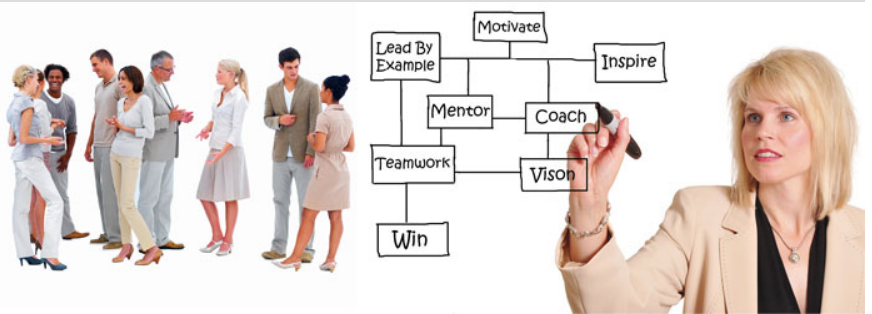 Motivate
Lead By
Example
Inspire
Mentor
Coach
Teamwork
Vison
Win